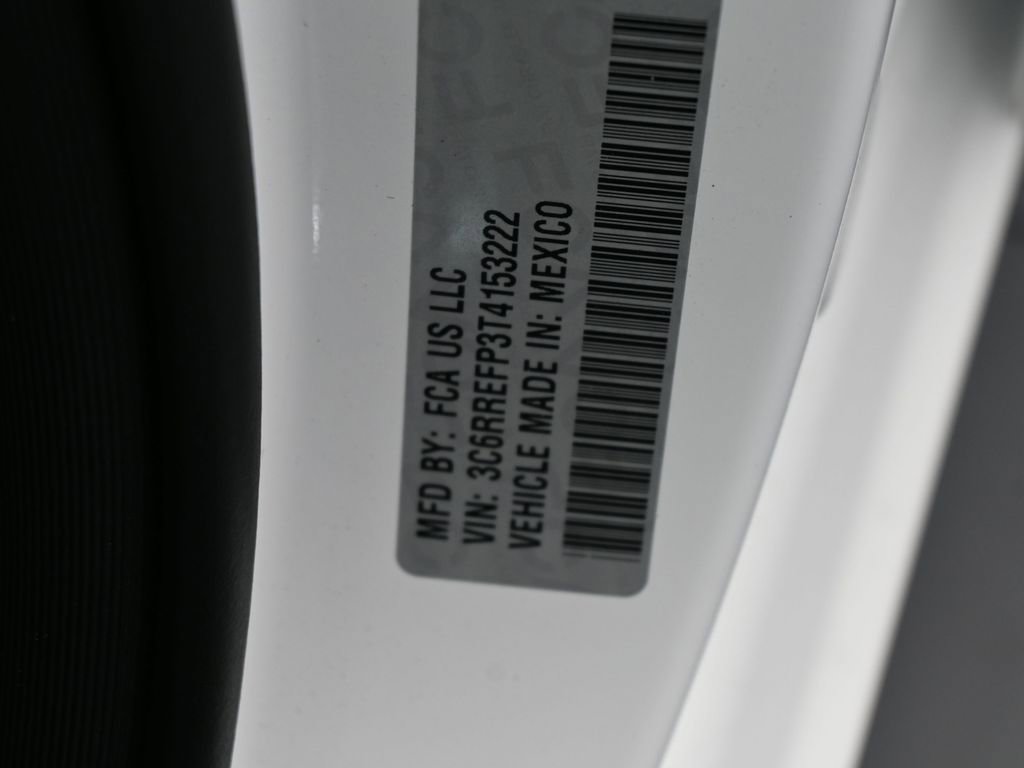 MFD BY: FCA US LLC
VIN: 3C6RREFP3T4153222
VEHICLE MADE IN: MEXICO